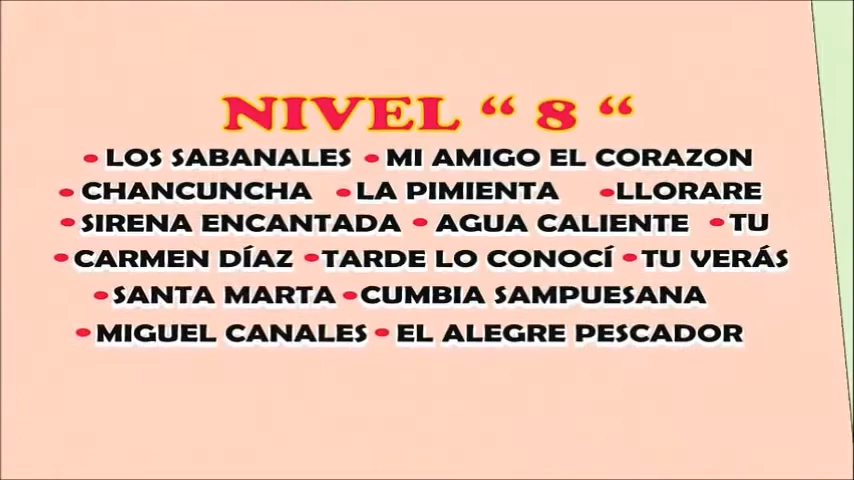 NIVEL “ 8 “
• LOS SABANALES • MI AMIGO EL CORAZON
• CHANCUNCHA • LA PIMIENTA • LLORARE
• SIRENA ENCANTADA • AGUA CALIENTE • TU
• CARMEN DÍAZ • TARDE LO CONOCÍ • TU VERÁS
• SANTA MARTA • CUMBIA SAMPUESANA
• MIGUEL CANALES • EL ALEGRE PESCADOR